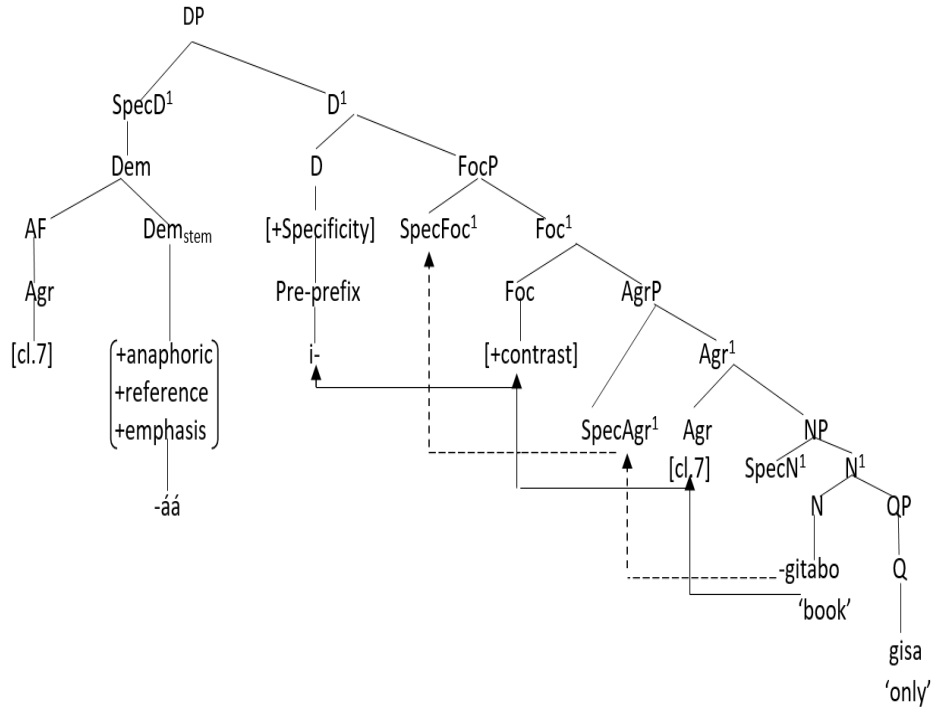 DP
SpecD¹ D¹
Dem D FocP
AF Dem_stem [+Specificity] SpecFoc¹ Foc¹
Agr Pre-prefix Foc AgrP
[cl.7] +anaphoric i- [+contrast] Agr¹
+reference
+emphasis SpecAgr¹ Agr NP
[cl.7] SpecN¹ N¹
-áá N QP
-gitabo Q
‘book’
gisa
‘only’